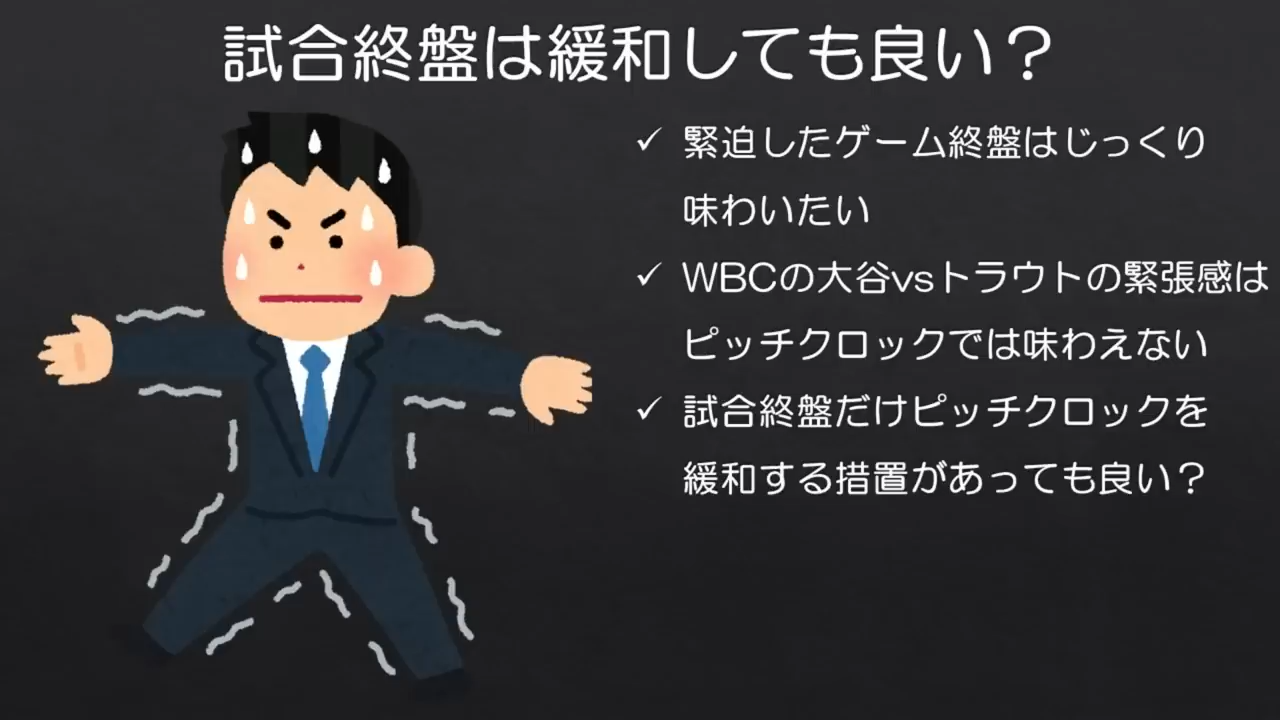 試合終盤は緩和しても良い？
✓ 緊迫したゲーム終盤はじっくり
味わいたい
✓ WBCの大谷vsトラウトの緊張感は
ピッチクロックでは味わえない
✓ 試合終盤だけピッチクロックを
緩和する措置があっても良い？